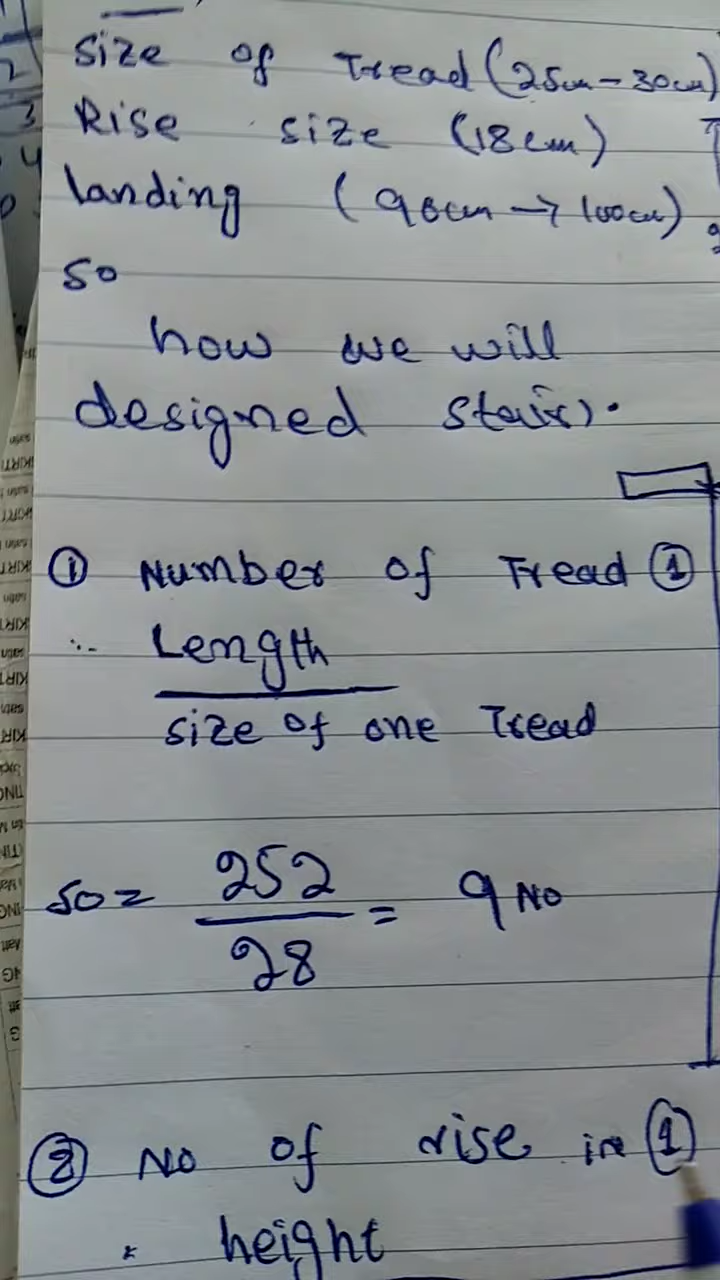 Size of Tread (25cm - 30cm)
Rise size (18cm)
landing (90cm → 100cm)
so
how we will
designed stairs.
① Number of Tread ①
∴ Length
size of one Tread
so = 252
28
= 9 No
② No of rise in ①
height